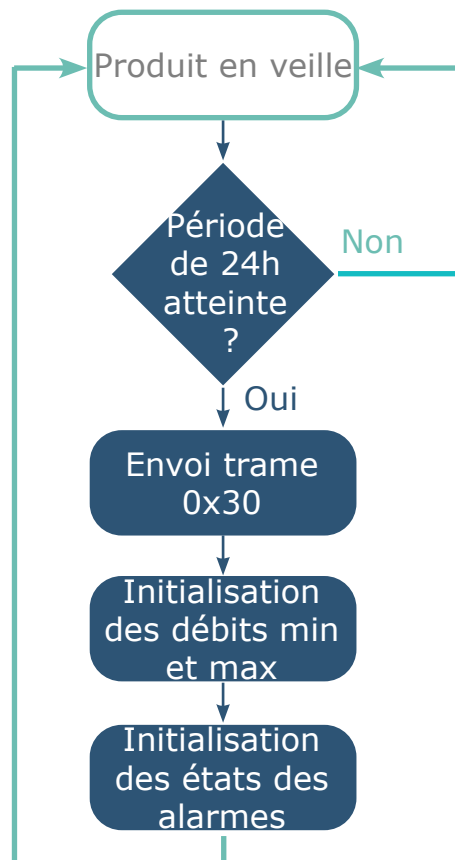 Produit en veille
Période
de 24h
atteinte
?
Non
Oui
Envoi trame
0x30
Initialisation
des débits min
et max
Initialisation
des états des
alarmes